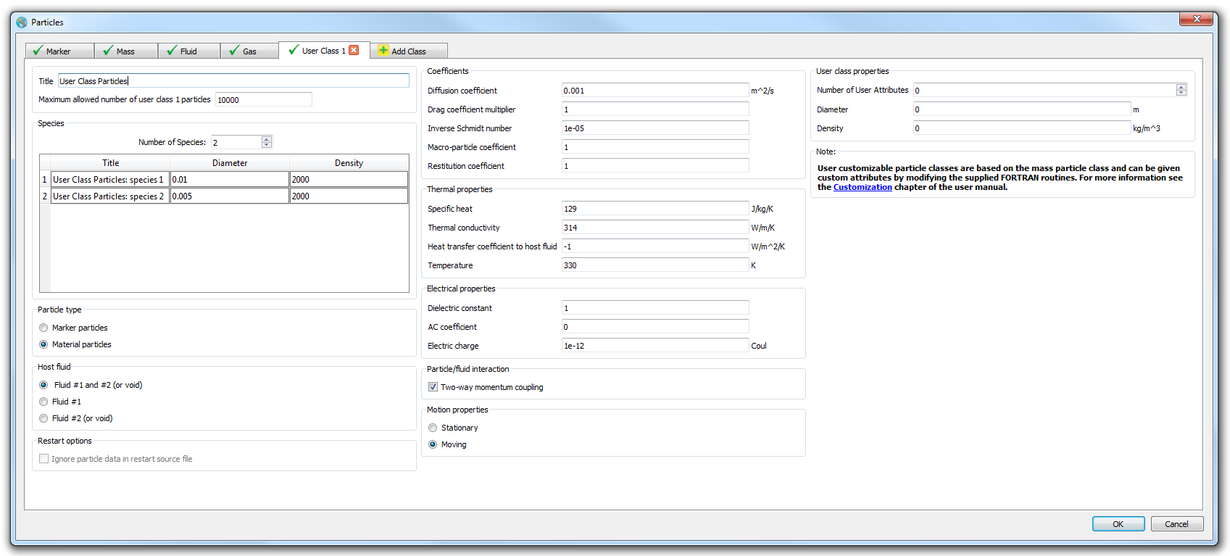 Particles
Marker
Mass
Fluid
Gas
User Class 1
Add Class
Title User Class Particles
Maximum allowed number of user class 1 particles 10000
Species
Number of Species: 2
Title Diameter Density
1 User Class Particles: species 1 0.01 2000
2 User Class Particles: species 2 0.005 2000
Particle type
Marker particles
Material particles
Host fluid
Fluid #1 and #2 (or void)
Fluid #1
Fluid #2 (or void)
Restart options
Ignore particle data in restart source file
Coefficients
Diffusion coefficient 0.001 m^2/s
Drag coefficient multiplier 1
Inverse Schmidt number 1e-05
Macro-particle coefficient 1
Restitution coefficient 1
Thermal properties
Specific heat 129 J/kg/K
Thermal conductivity 314 W/m/K
Heat transfer coefficient to host fluid -1 W/m^2/K
Temperature 330 K
Electrical properties
Dielectric constant 1
AC coefficient 0
Electric charge 1e-12 Coul
Particle/fluid interaction
Two-way momentum coupling
Motion properties
Stationary
Moving
User class properties
Number of User Attributes 0
Diameter 0 m
Density 0 kg/m^3
Note:
User customizable particle classes are based on the mass particle class and can be given
custom attributes by modifying the supplied FORTRAN routines. For more information see
the Customization chapter of the user manual.
OK
Cancel